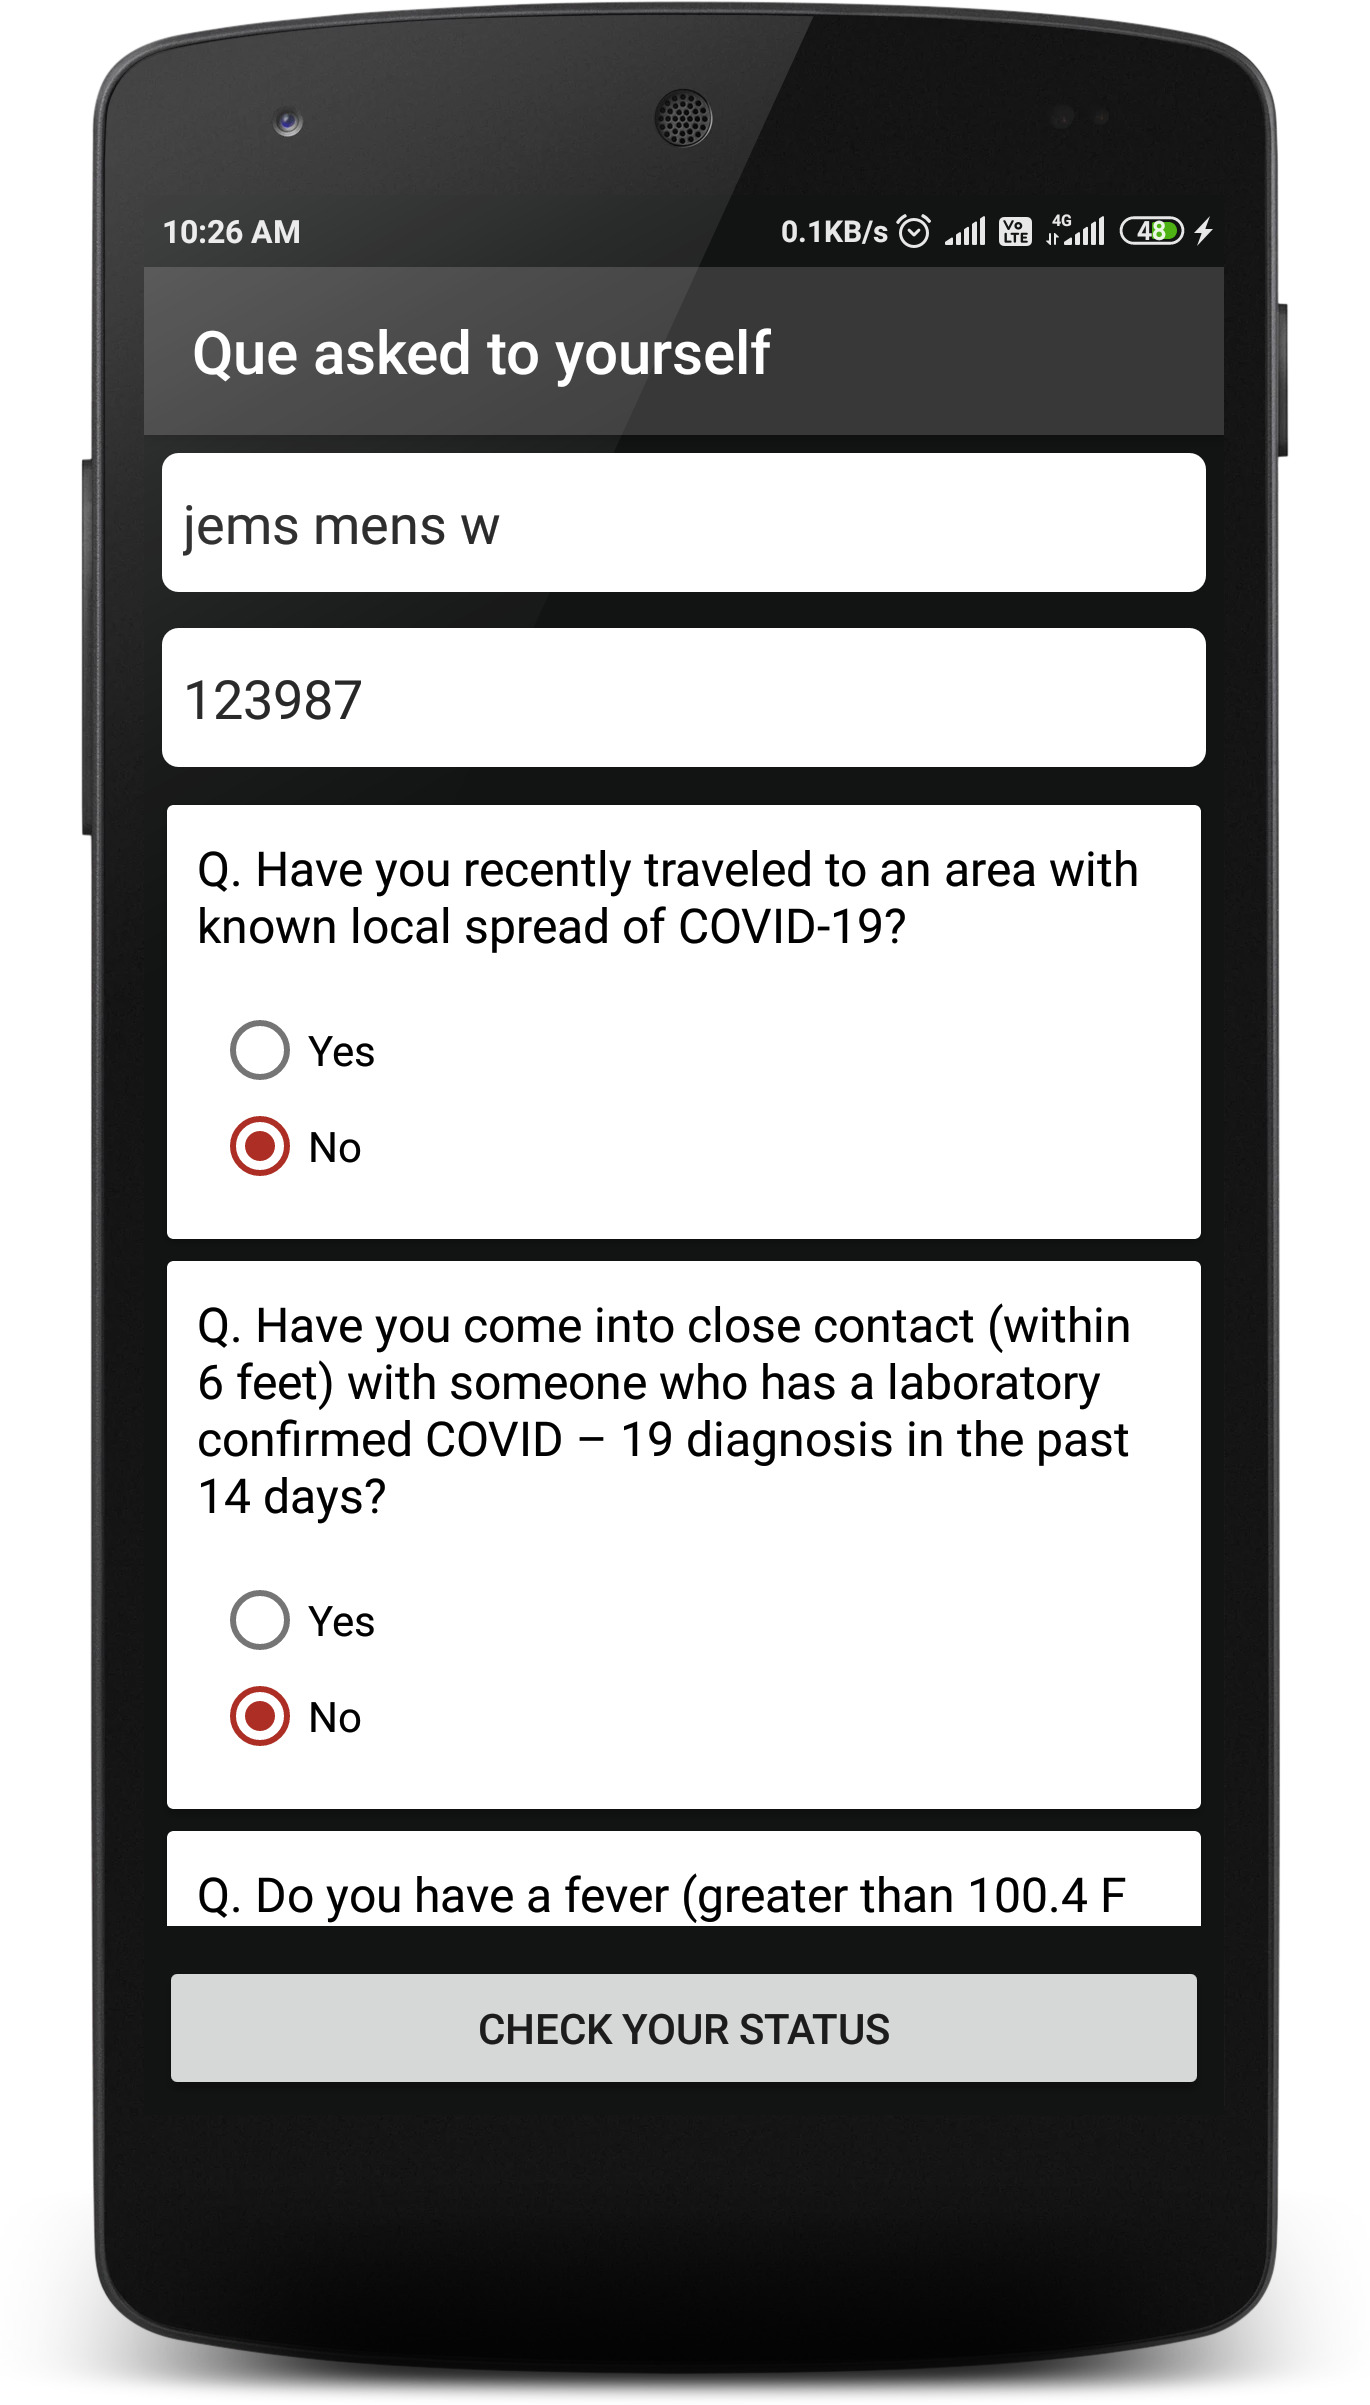 10:26 AM 0.1KB/s Vo LTE 4G 48
Que asked to yourself
jems mens w
123987
Q. Have you recently traveled to an area with
known local spread of COVID-19?
Yes
No
Q. Have you come into close contact (within
6 feet) with someone who has a laboratory
confirmed COVID – 19 diagnosis in the past
14 days?
Yes
No
Q. Do you have a fever (greater than 100.4 F
CHECK YOUR STATUS